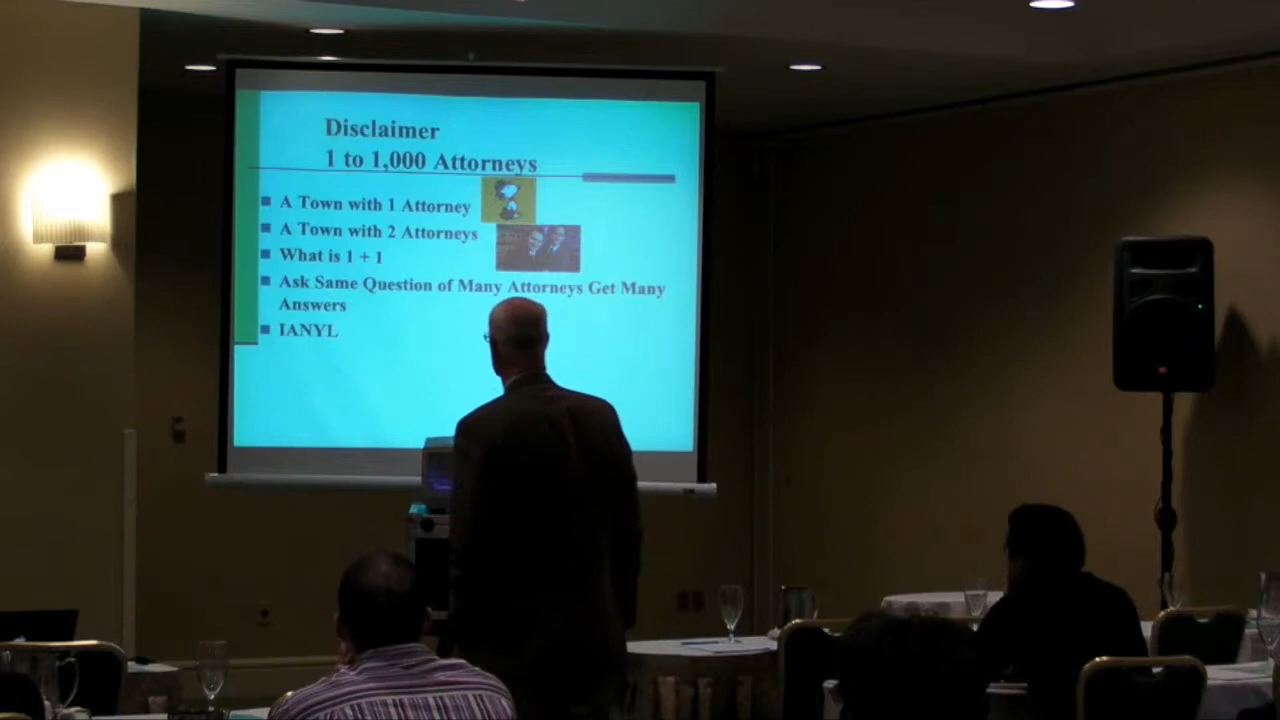 Disclaimer
1 to 1,000 Attorneys
A Town with 1 Attorney
A Town with 2 Attorneys
What is 1 + 1
Ask Same Question of Many Attorneys Get Many
Answers
IANYL